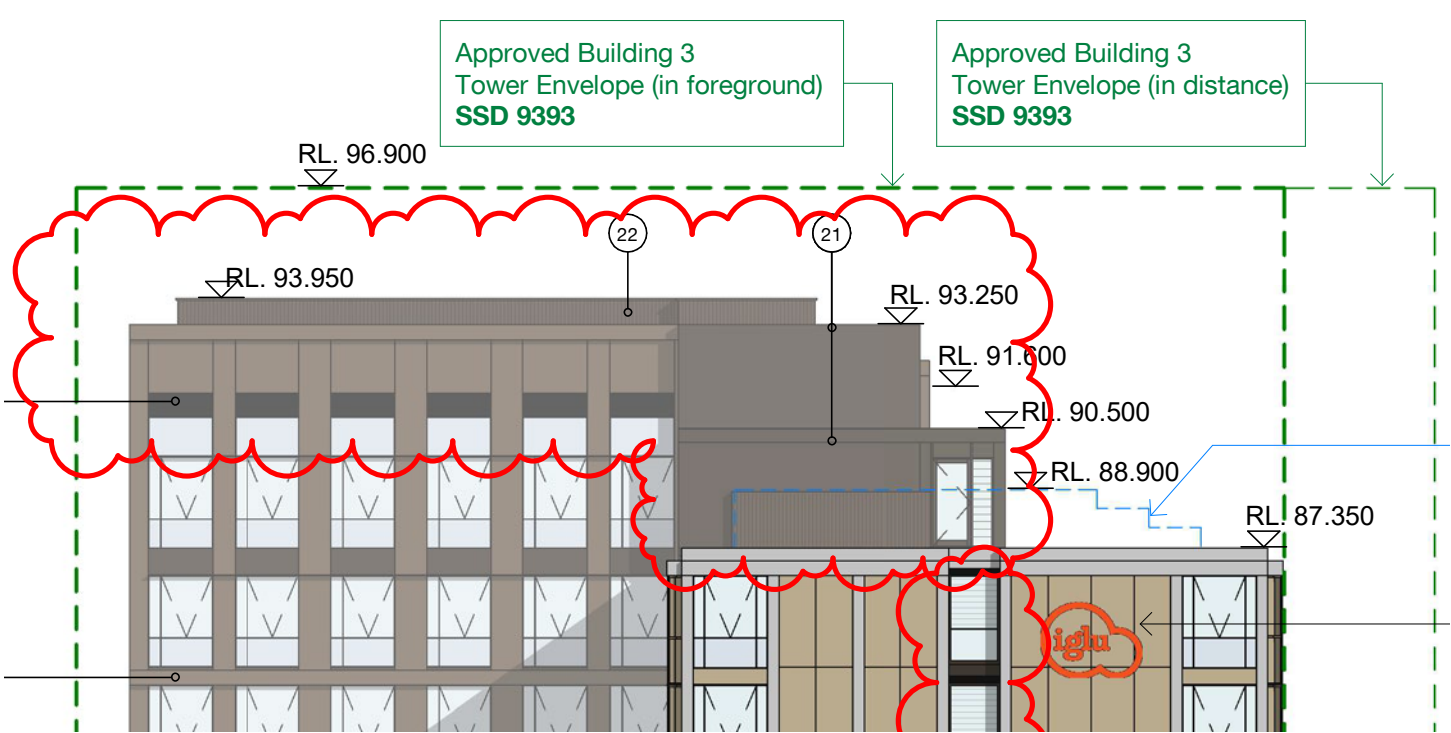 Approved Building 3
Tower Envelope (in foreground)
SSD 9393
Approved Building 3
Tower Envelope (in distance)
SSD 9393
RL. 96.900
22
21
RL. 93.950
RL. 93.250
RL. 91.600
RL. 90.500
RL. 88.900
RL. 87.350
iglu